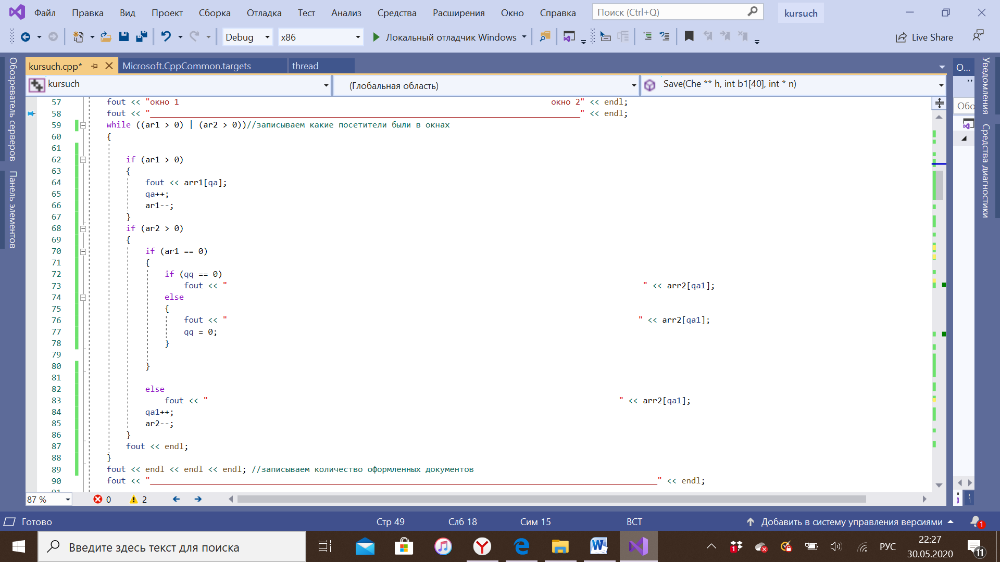 Файл Правка Вид Проект Сборка Отладка Тест Анализ Средства Расширения Окно Справка Поиск (Ctrl+Q) kursuch
Debug x86 Локальный отладчик Windows Live Share
Обозреватель серверов
Панель элементов
kursuch.cpp* Microsoft.CppCommon.targets thread
kursuch (Глобальная область) Save(Che ** h, int b1[40], int * n)
57 fout << "окно 1 окно 2" << endl;
58 fout << "_________________________________________________________________________________________" << endl;
59 while ((ar1 > 0) | (ar2 > 0))//записываем какие посетители были в окнах
60 {
61
62 if (ar1 > 0)
63 {
64 fout << arr1[qa];
65 qa++;
66 ar1--;
67 }
68 if (ar2 > 0)
69 {
70 if (ar1 == 0)
71 {
72 if (qq == 0)
73 fout << " " << arr2[qa1];
74 else
75 {
76 fout << " " << arr2[qa1];
77 qq = 0;
78 }
79
80 }
81
82 else
83 fout << " " << arr2[qa1];
84 qa1++;
85 ar2--;
86 }
87 fout << endl;
88 }
89 fout << endl << endl << endl; //записываем количество оформленных документов
90 fout << "_________________________________________________________________________________________________________" << endl;
91
О...
Обо
Уведомления
Средства диагностики
87 % 0 2
Готово Стр 49 Слб 18 Сим 15 ВСТ Добавить в систему управления версиями 1
Введите здесь текст для поиска
1
РУС
22:27
30.05.2020
11